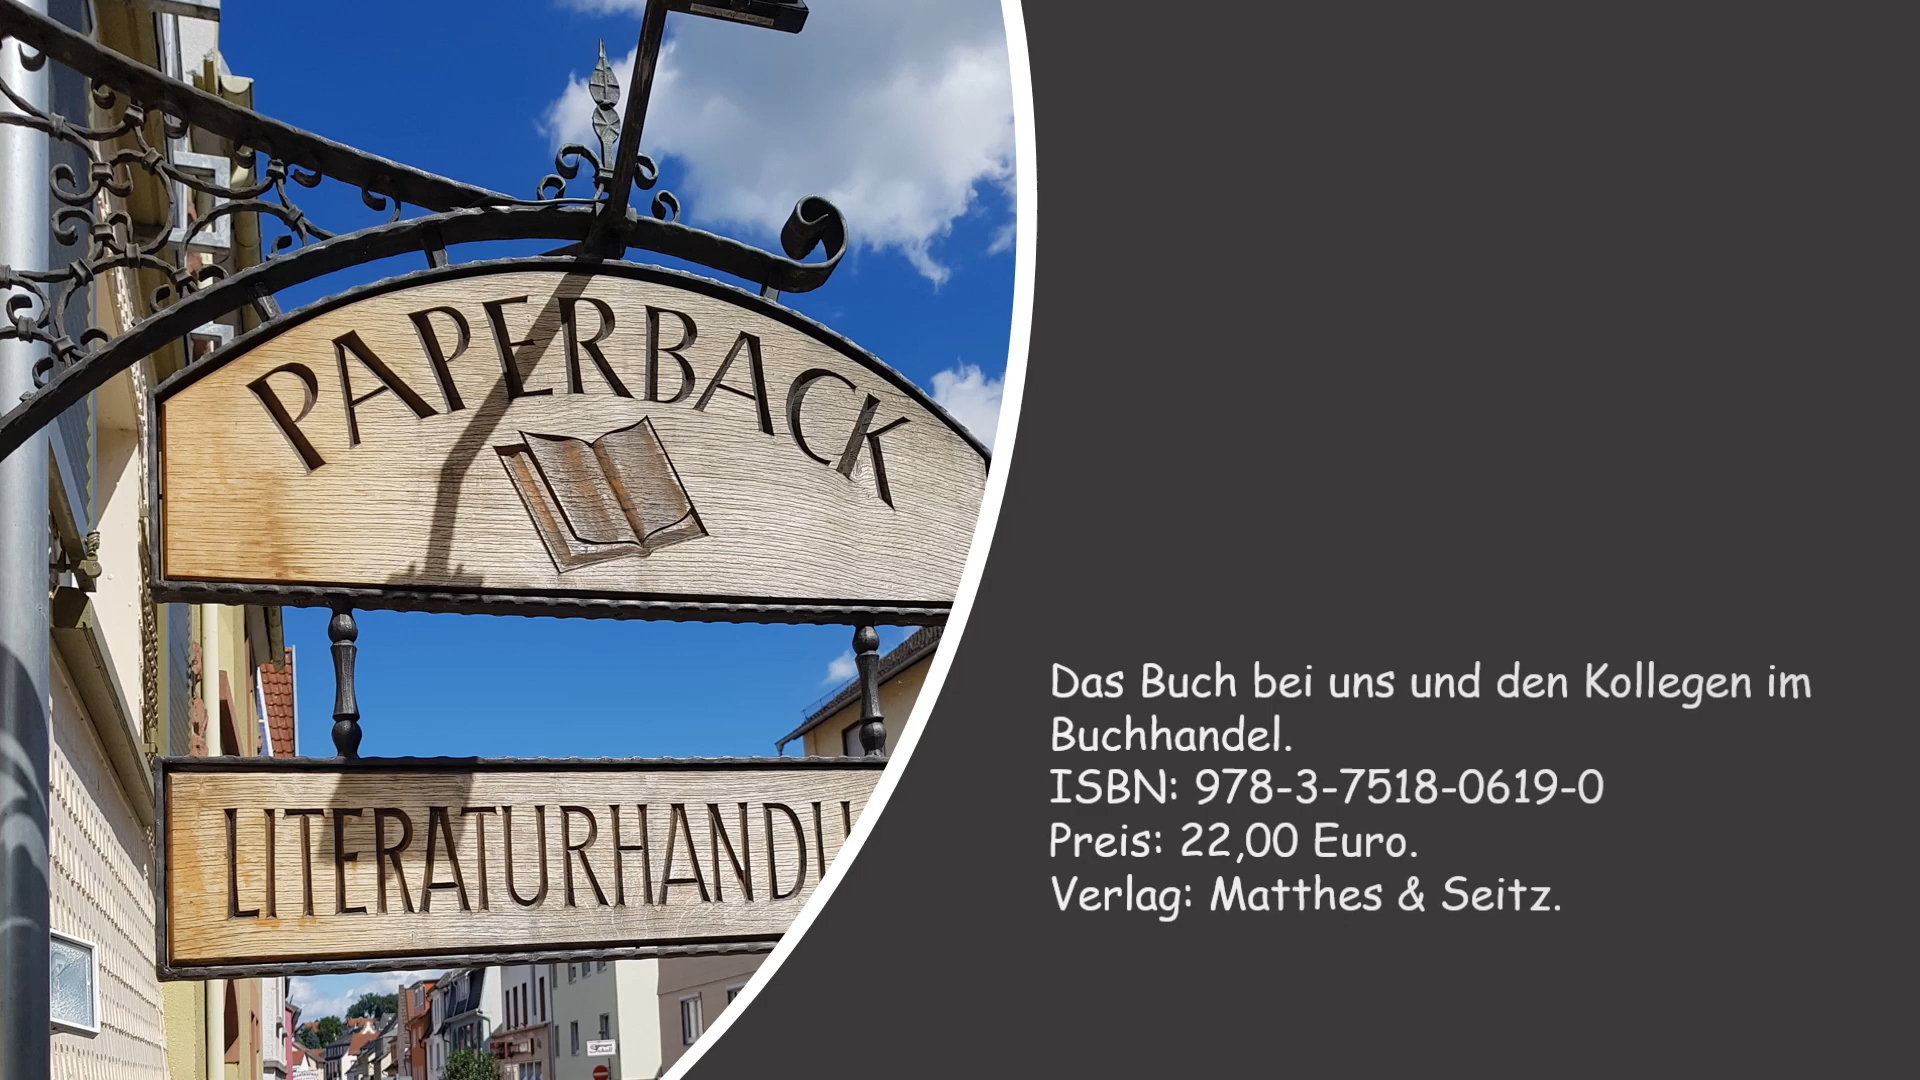 PAPERBACK
LITERATURHANDLU
Das Buch bei uns und den Kollegen im
Buchhandel.
ISBN: 978-3-7518-0619-0
Preis: 22,00 Euro.
Verlag: Matthes & Seitz.